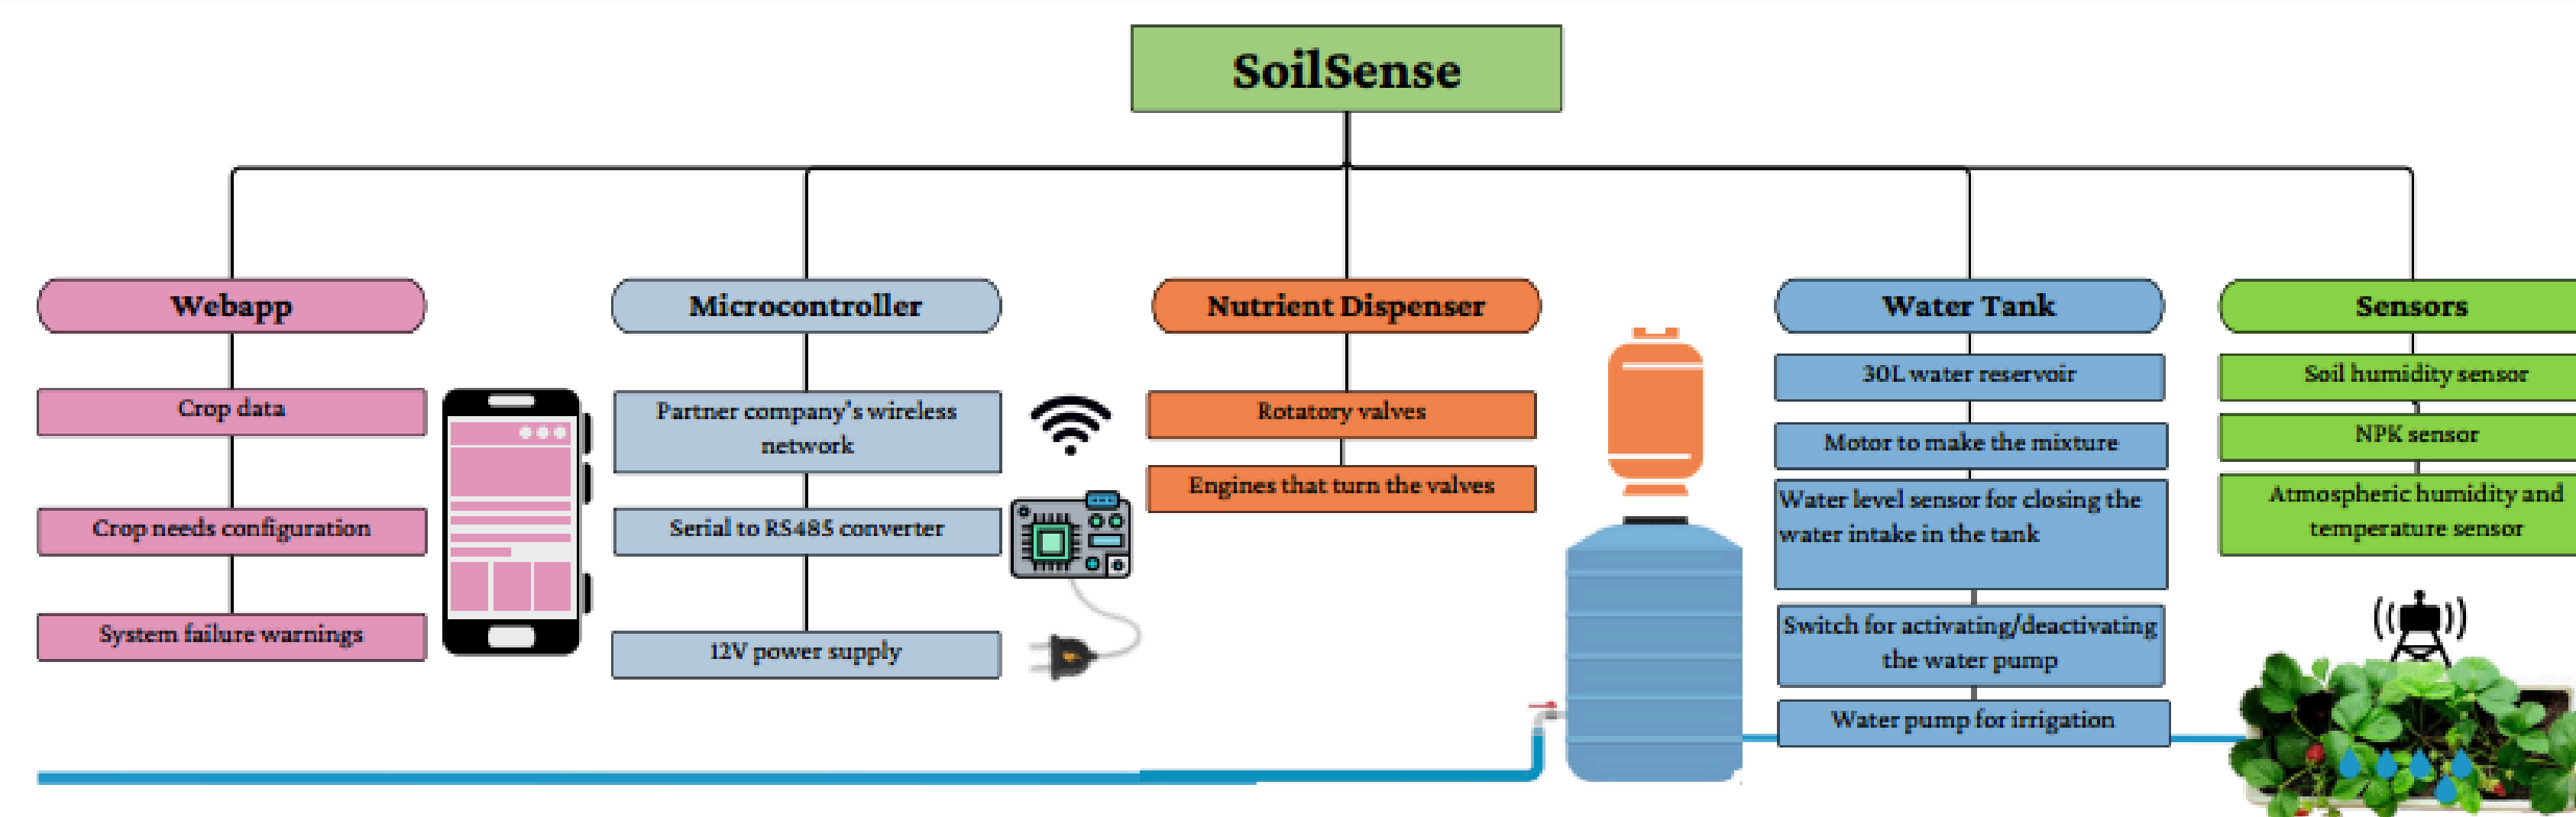 SoilSense
Webapp
Crop data
Crop needs configuration
System failure warnings
Microcontroller
Partner company's wireless
network
Serial to RS485 converter
12V power supply
Nutrient Dispenser
Rotatory valves
Engines that turn the valves
Water Tank
30L water reservoir
Motor to make the mixture
Water level sensor for closing the
water intake in the tank
Switch for activating/deactivating
the water pump
Water pump for irrigation
Sensors
Soil humidity sensor
NPK sensor
Atmospheric humidity and
temperature sensor